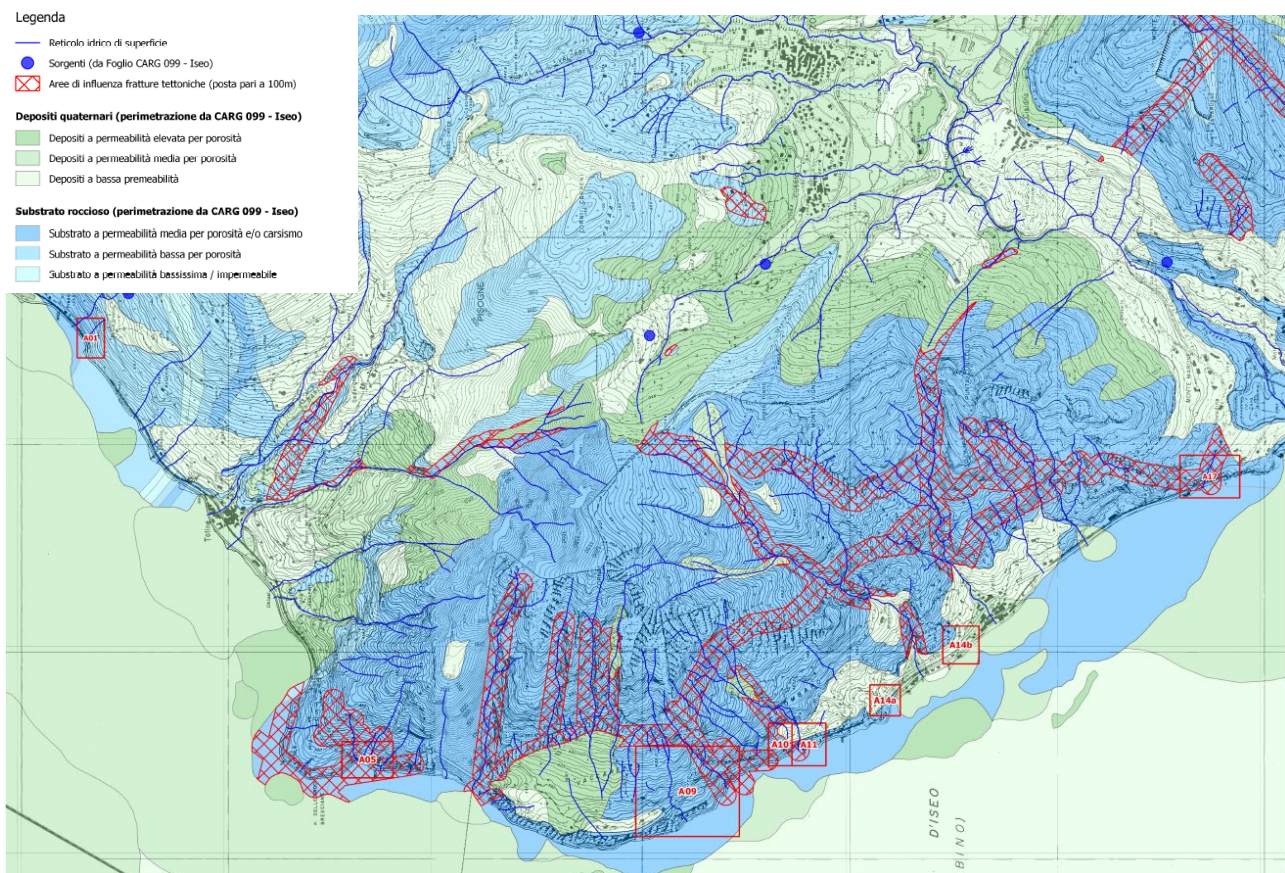 Legenda
Reticolo idrico di superficie
Sorgenti (da Foglio CARG 099 - Iseo)
Aree di influenza fratture tettoniche (posta pari a 100m)
Depositi quaternari (perimetrazione da CARG 099 - Iseo)
Depositi a permeabilità elevata per porosità
Depositi a permeabilità media per porosità
Depositi a bassa premeabilità
Substrato roccioso (perimetrazione da CARG 099 - Iseo)
Substrato a permeabilità media per porosità e/o carsismo
Substrato a permeabilità bassa per porosità
Substrato a permeabilità bassissima / impermeabile
PISOGNE
A01
A17
Toline
A14b
A14a
A10
A11
A05
A09
D'ISEO
BINO)